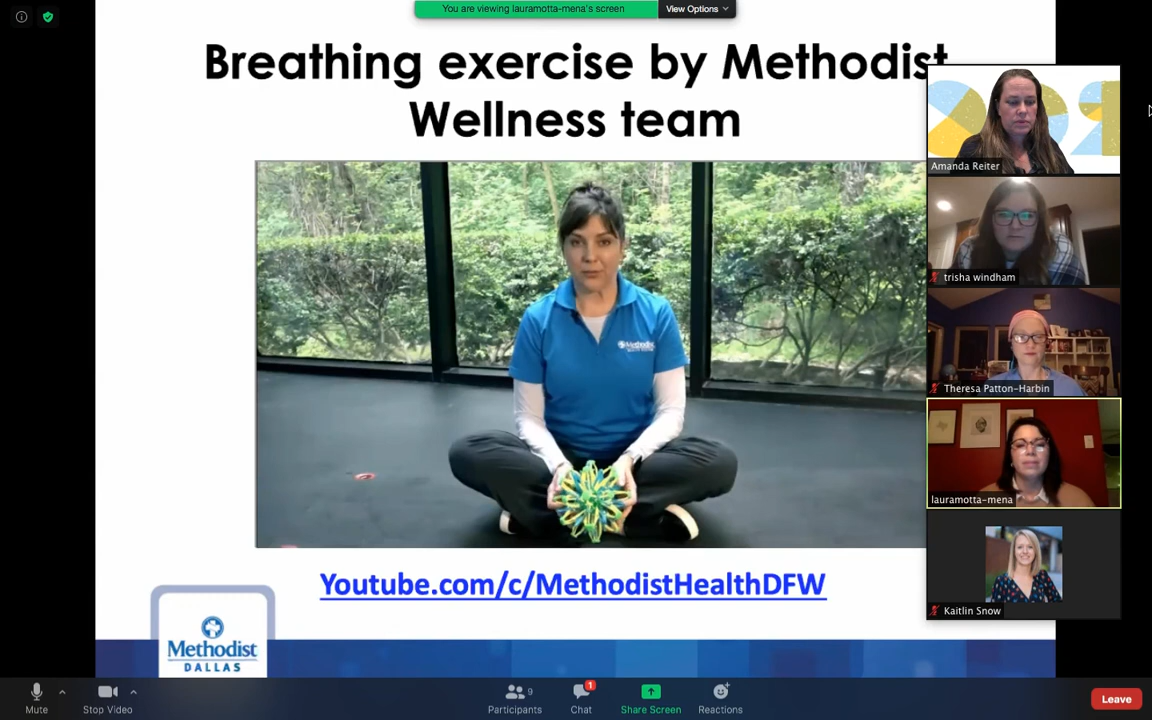 You are viewing lauramotta-mena's screen
View Options
Breathing exercise by Methodist
Wellness team
Amanda Reiter
trisha windham
Theresa Patton-Harbin
lauramotta-mena
Kaitlin Snow
Methodist
Youtube.com/c/MethodistHealthDFW
Methodist
DALLAS
Mute
Stop Video
Participants
9
Chat
1
Share Screen
Reactions
Leave